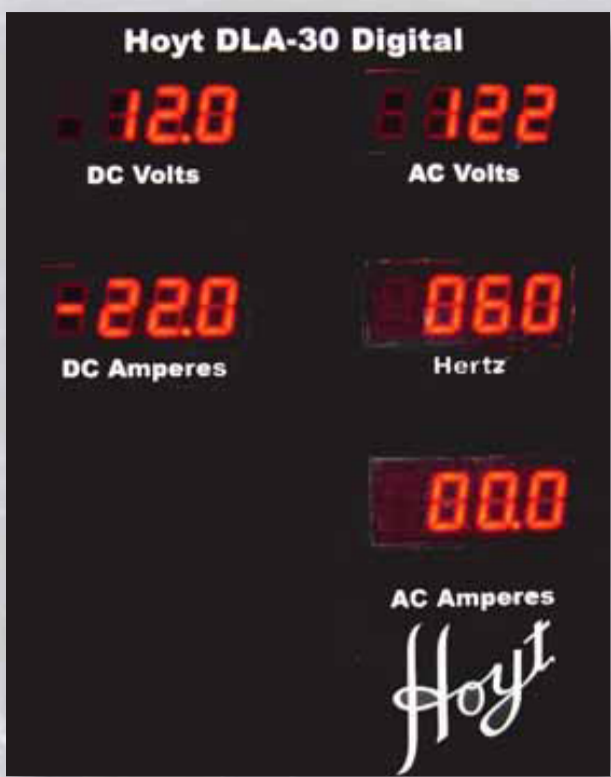 Hoyt DLA-30 Digital
12.0 122
DC Volts AC Volts
-22.0 060
DC Amperes Hertz
00.0
AC Amperes
Hoyt